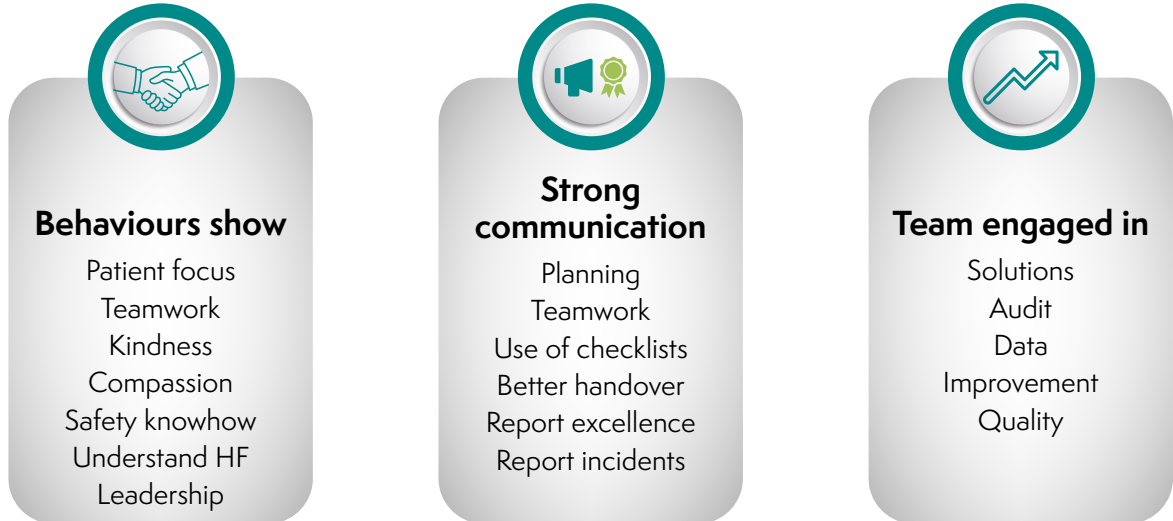 Behaviours show
Patient focus
Teamwork
Kindness
Compassion
Safety knowhow
Understand HF
Leadership
Strong
communication
Planning
Teamwork
Use of checklists
Better handover
Report excellence
Report incidents
Team engaged in
Solutions
Audit
Data
Improvement
Quality